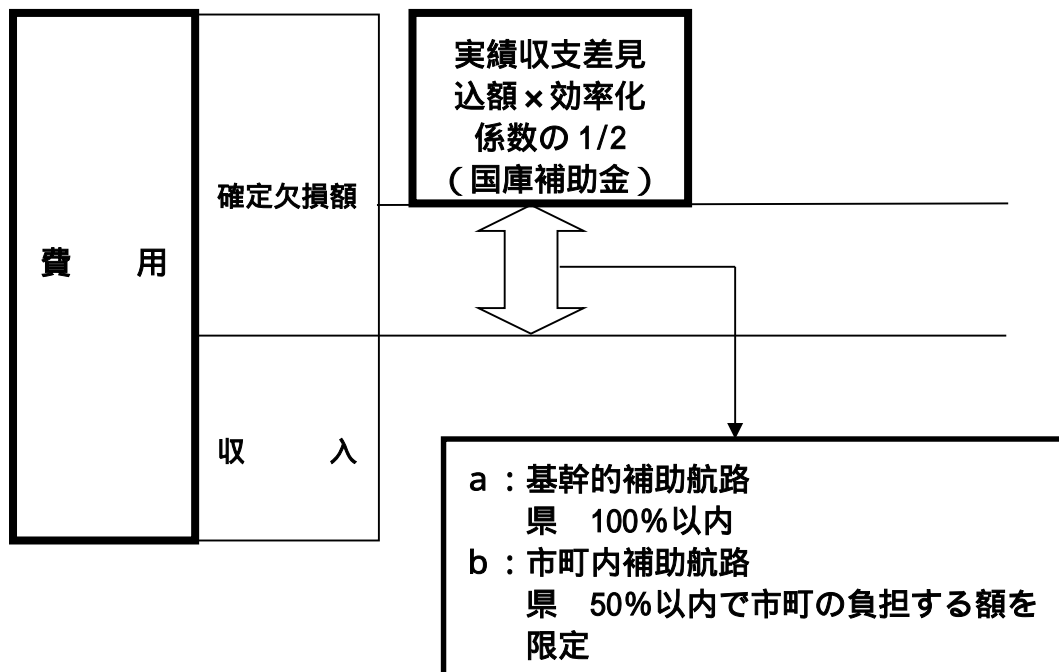 費　　用
確定欠損額
収　　　入
実績収支差見
込額×効率化
係数の 1/2
（国庫補助金）
a：基幹的補助航路
県　100％以内
b：市町内補助航路
県　50％以内で市町の負担する額を
限定